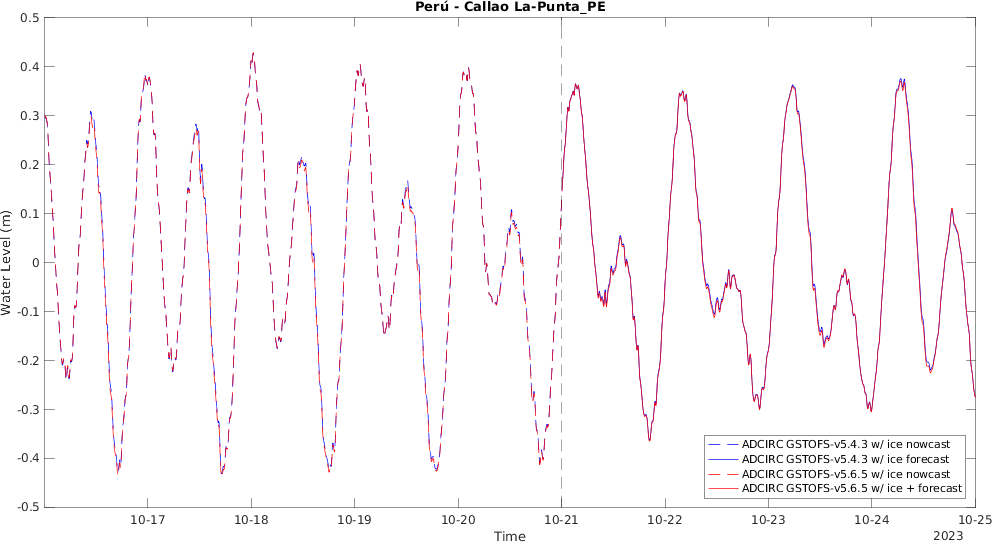 Perú - Callao La-Punta_PE
0.5
0.4
0.3
0.2
0.1
0
-0.1
-0.2
-0.3
-0.4
-0.5
Water Level (m)
ADCIRC GSTOFS-v5.4.3 w/ ice nowcast
ADCIRC GSTOFS-v5.4.3 w/ ice forecast
ADCIRC GSTOFS-v5.6.5 w/ ice nowcast
ADCIRC GSTOFS-v5.6.5 w/ ice + forecast
10-17 10-18 10-19 10-20 10-21 10-22 10-23 10-24 10-25
Time
2023